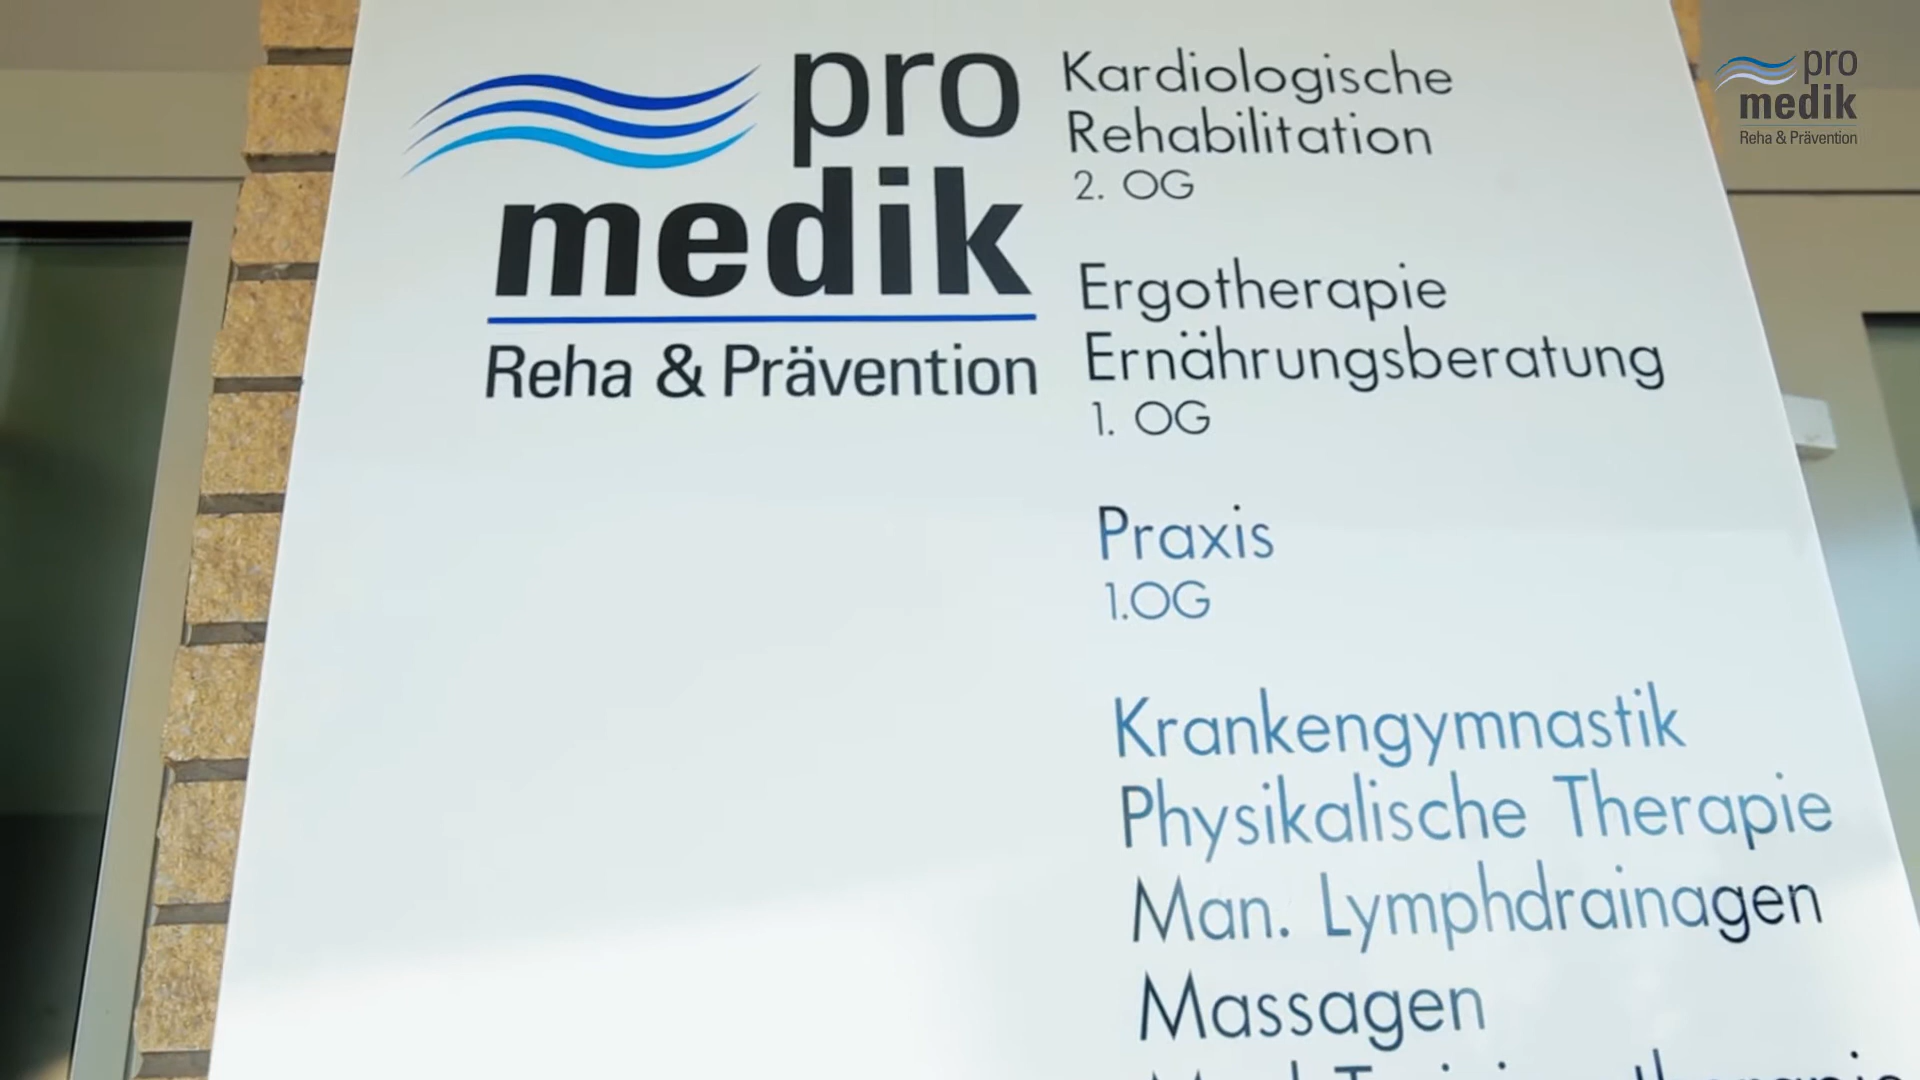 pro
medik
Reha & Prävention
Kardiologische
Rehabilitation
2. OG
Ergotherapie
Ernährungsberatung
1. OG
Praxis
1.OG
Krankengymnastik
Physikalische Therapie
Man. Lymphdrainagen
Massagen
pro
medik
Reha & Prävention